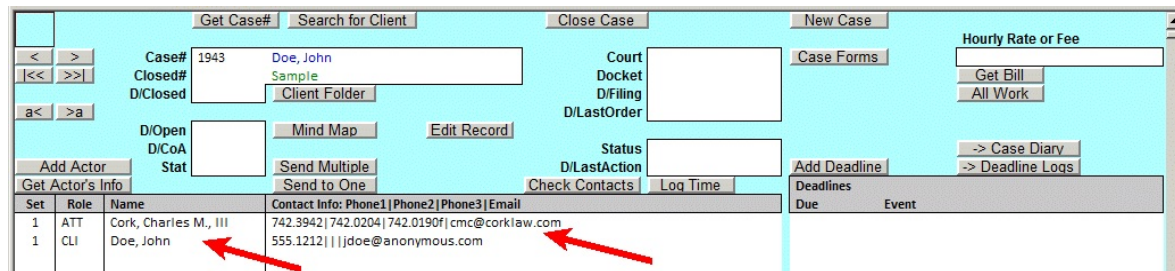 Get Case# Search for Client Close Case New Case
Hourly Rate or Fee
< > Case# 1943 Doe, John Court Case Forms
|<< >>| Closed# Sample Docket Get Bill
D/Closed Client Folder D/Filing All Work
a< >a D/LastOrder
D/Open Mind Map Edit Record
D/CoA Status -> Case Diary
Add Actor Stat Send Multiple D/LastAction Add Deadline -> Deadline Logs
Get Actor's Info Send to One Check Contacts Log Time Deadlines
Set Role Name Contact Info: Phone1|Phone2|Phone3|Email Due Event
1 ATT Cork, Charles M., III 742.3942|742.0204|742.0190f|cmc@corklaw.com
1 CLI Doe, John 555.1212|||jdoe@anonymous.com